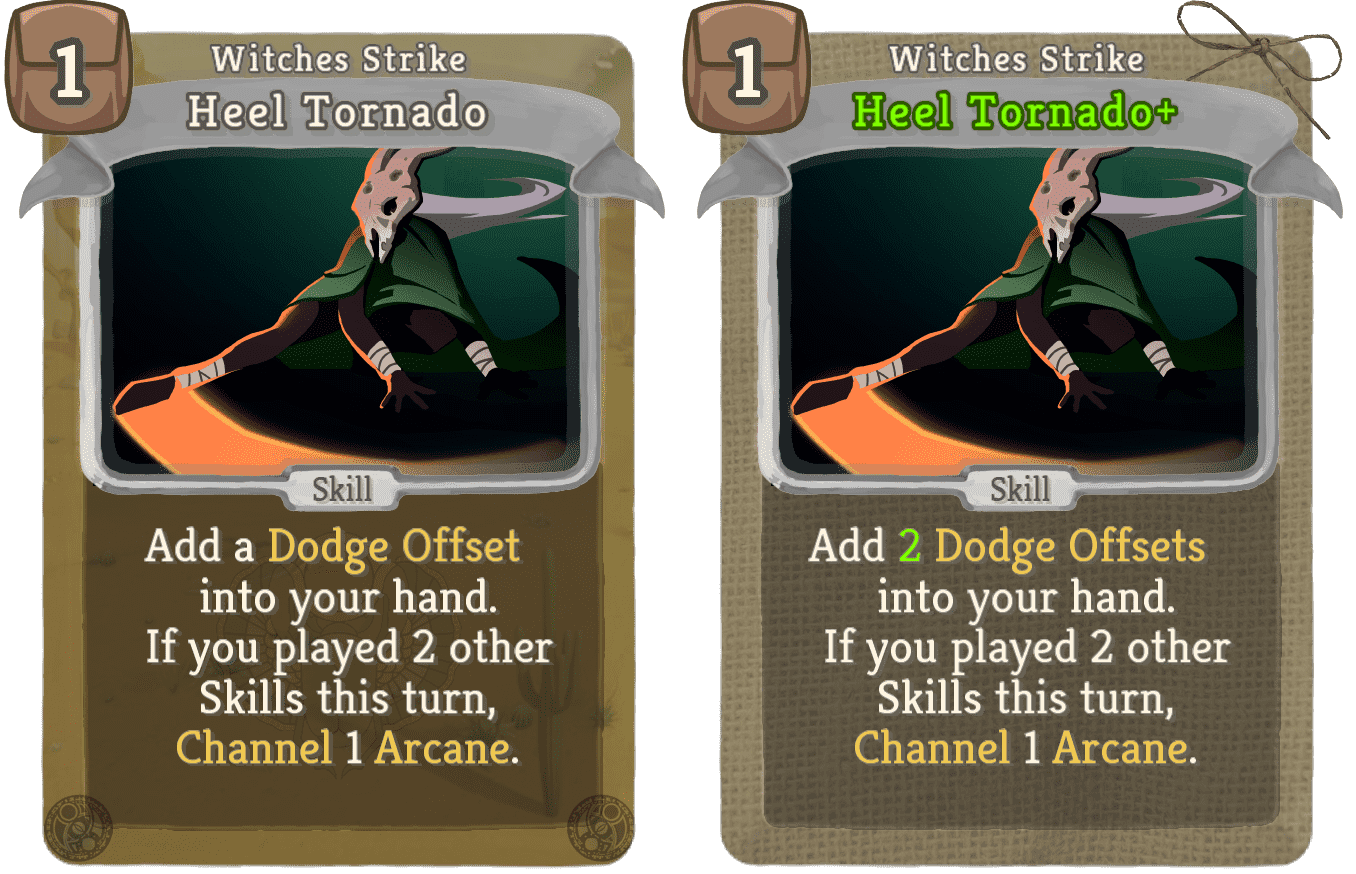 1
Witches Strike
Heel Tornado
Skill
Add a Dodge Offset
into your hand.
If you played 2 other
Skills this turn,
Channel 1 Arcane.
1
Witches Strike
Heel Tornado+
Skill
Add 2 Dodge Offsets
into your hand.
If you played 2 other
Skills this turn,
Channel 1 Arcane.